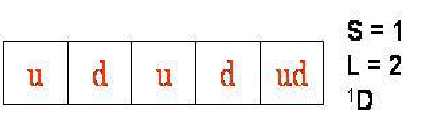 u d u d ud
S = 1
L = 2
¹D